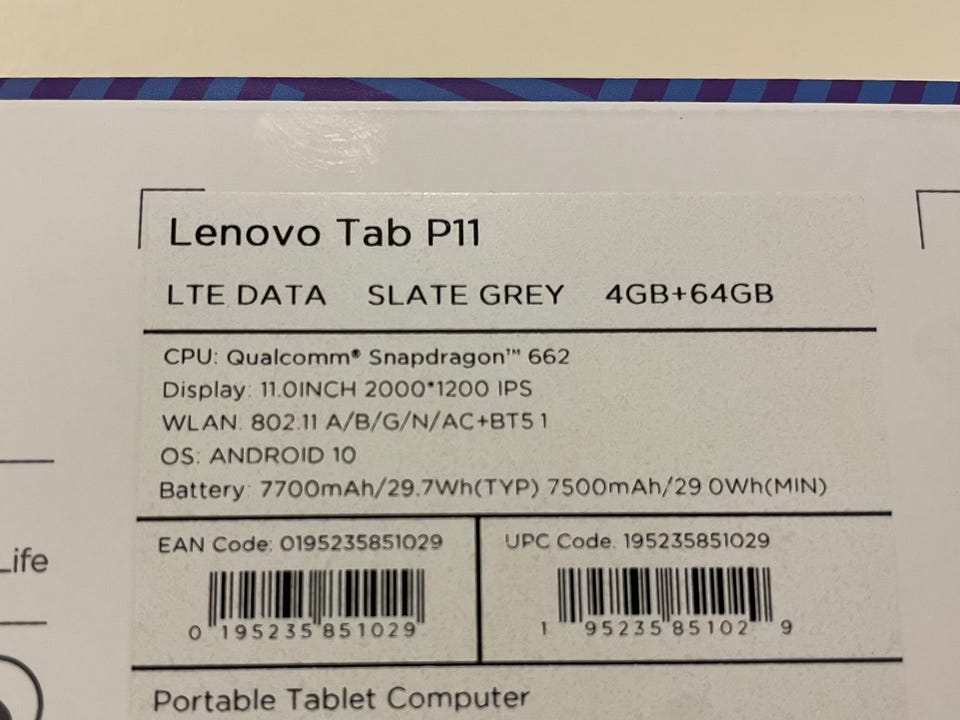 Lenovo Tab P11
LTE DATA SLATE GREY 4GB+64GB
CPU: Qualcomm® Snapdragon™ 662
Display: 11.0INCH 2000*1200 IPS
WLAN: 802.11 A/B/G/N/AC+BT5.1
OS: ANDROID 10
Battery: 7700mAh/29.7Wh(TYP) 7500mAh/29.0Wh(MIN)
EAN Code: 0195235851029
UPC Code. 195235851029
0 195235 851029
1 95235 85102 9
Life
Portable Tablet Computer